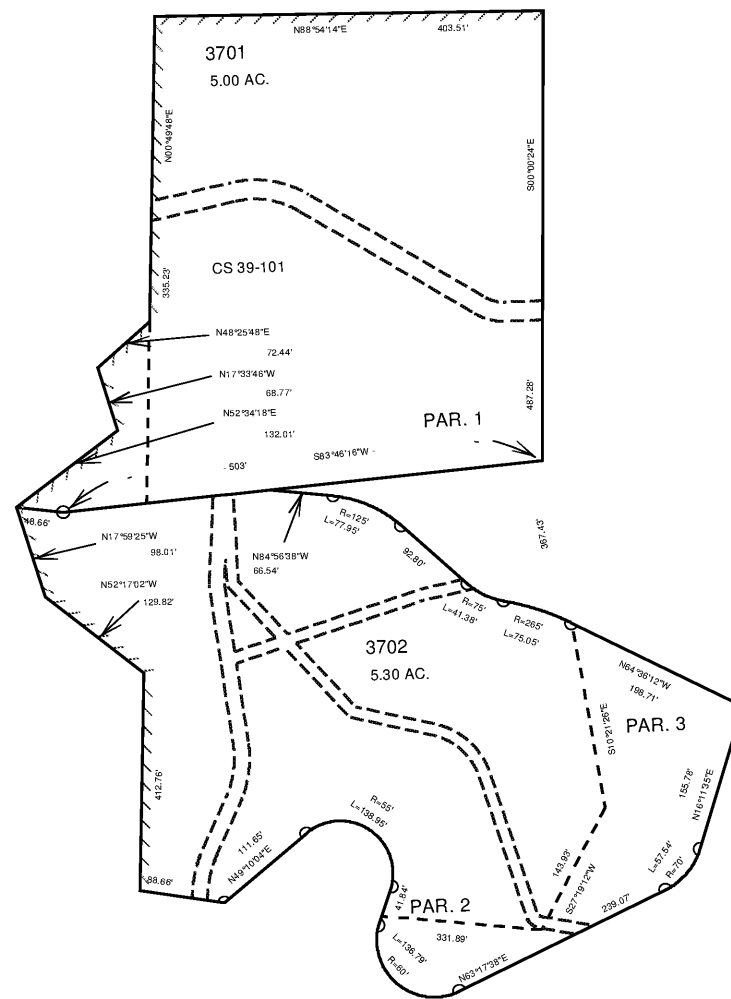 N88°54'14"E
403.51'
3701
5.00 AC.
N00°49'48"E
S00°00'24"E
CS 39-101
335.23'
N48°25'48"E
72.44'
N17°33'46"W
68.77'
N52°34'18"E
132.01'
487.28'
PAR. 1
503'
S83°46'16"W
48.66'
N17°59'25"W
98.01'
N52°17'02"W
129.82'
N84°56'38"W
66.54'
R=125'
L=77.95'
92.80'
367.43'
R=75'
L=41.38'
R=265'
L=75.05'
3702
5.30 AC.
N64°36'12"W
198.71'
S10°21'26"E
PAR. 3
412.76'
155.78'
N16°11'35"E
R=55'
L=138.95'
111.65'
N49°10'04"E
88.66'
143.93'
S27°19'12"W
L=57.54'
R=70'
41.84'
PAR. 2
239.07'
331.89'
L=136.79'
R=60'
N63°17'38"E